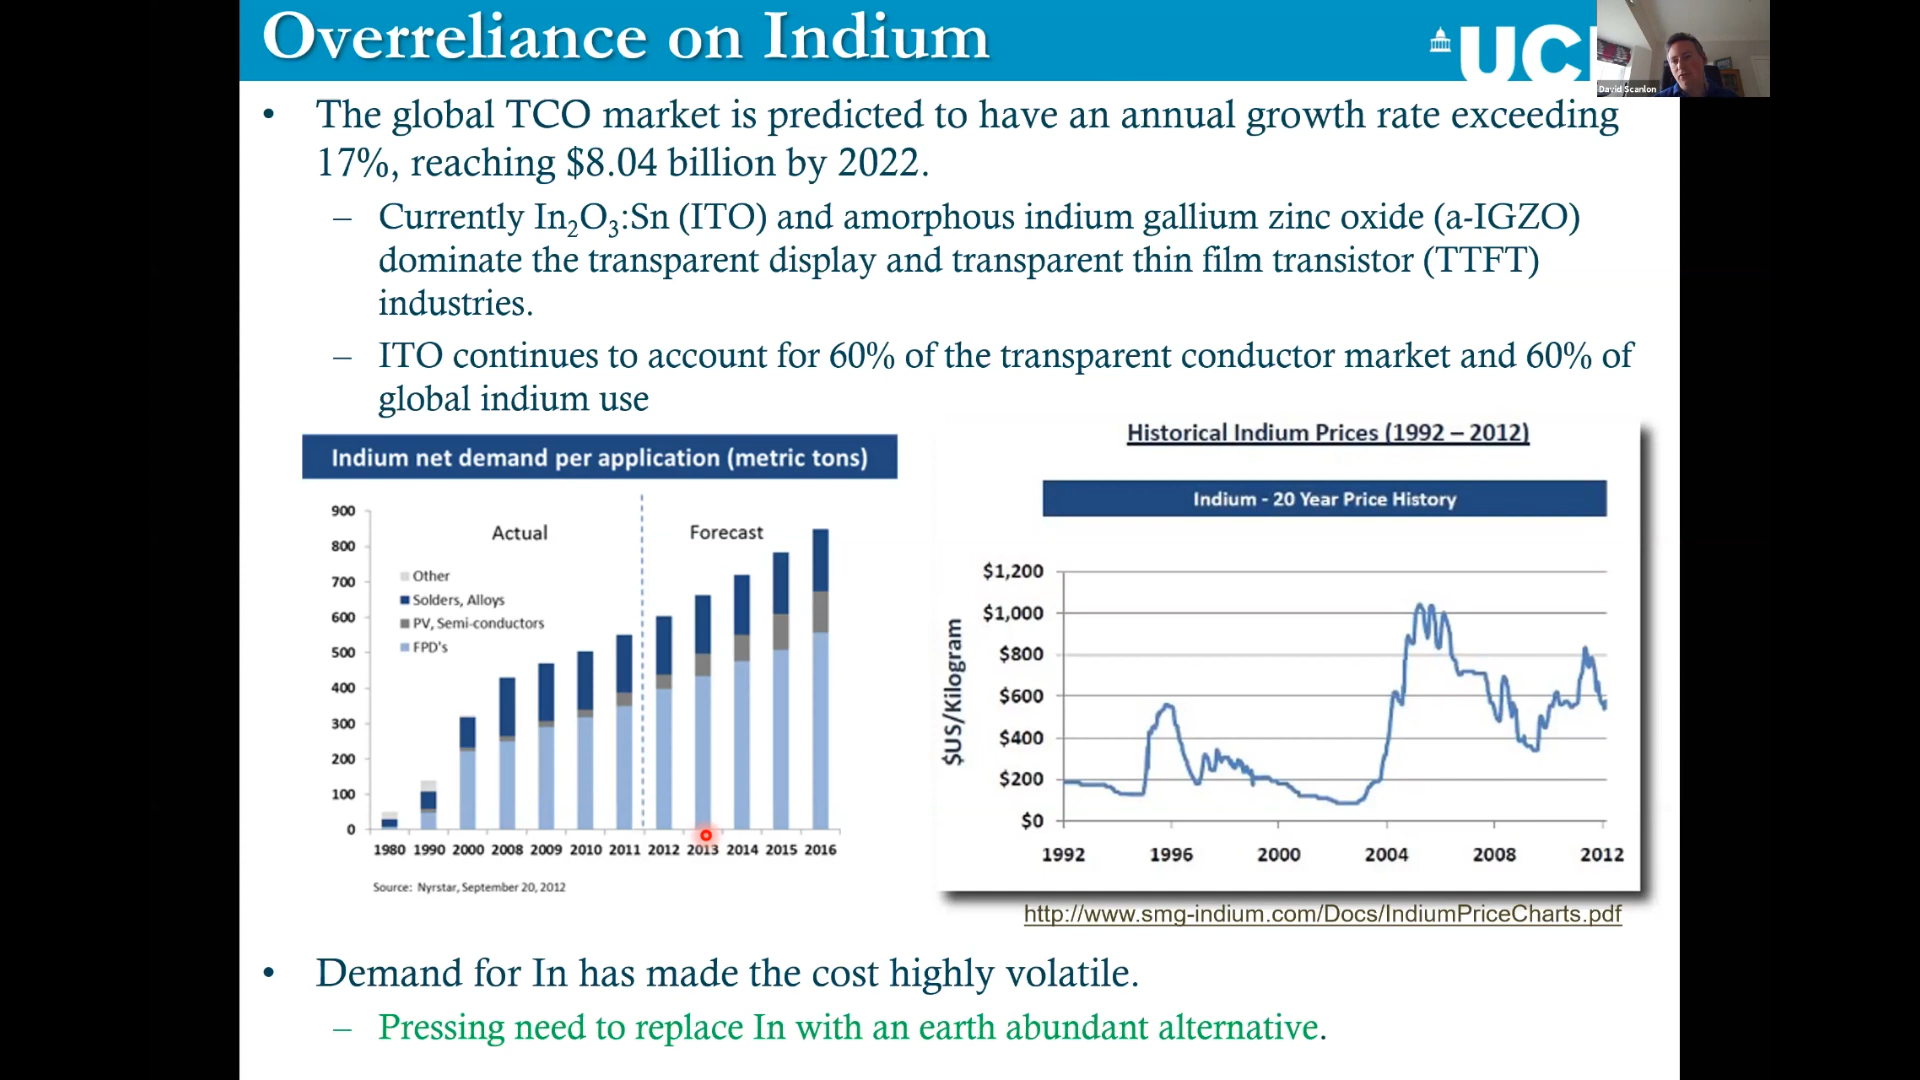 Overreliance on Indium
UC
David Scanlon
• The global TCO market is predicted to have an annual growth rate exceeding
17%, reaching $8.04 billion by 2022.
– Currently In₂O₃:Sn (ITO) and amorphous indium gallium zinc oxide (a-IGZO)
dominate the transparent display and transparent thin film transistor (TTFT)
industries.
– ITO continues to account for 60% of the transparent conductor market and 60% of
global indium use
Indium net demand per application (metric tons)
900
800
700
600
500
400
300
200
100
0
Actual
Forecast
Other
Solders, Alloys
PV, Semi-conductors
FPD's
1980 1990 2000 2008 2009 2010 2011 2012 2013 2014 2015 2016
Source: Nyrstar, September 20, 2012
Historical Indium Prices (1992 – 2012)
Indium - 20 Year Price History
$US/Kilogram
$1,200
$1,000
$800
$600
$400
$200
$0
1992 1996 2000 2004 2008 2012
http://www.smg-indium.com/Docs/IndiumPriceCharts.pdf
• Demand for In has made the cost highly volatile.
– Pressing need to replace In with an earth abundant alternative.